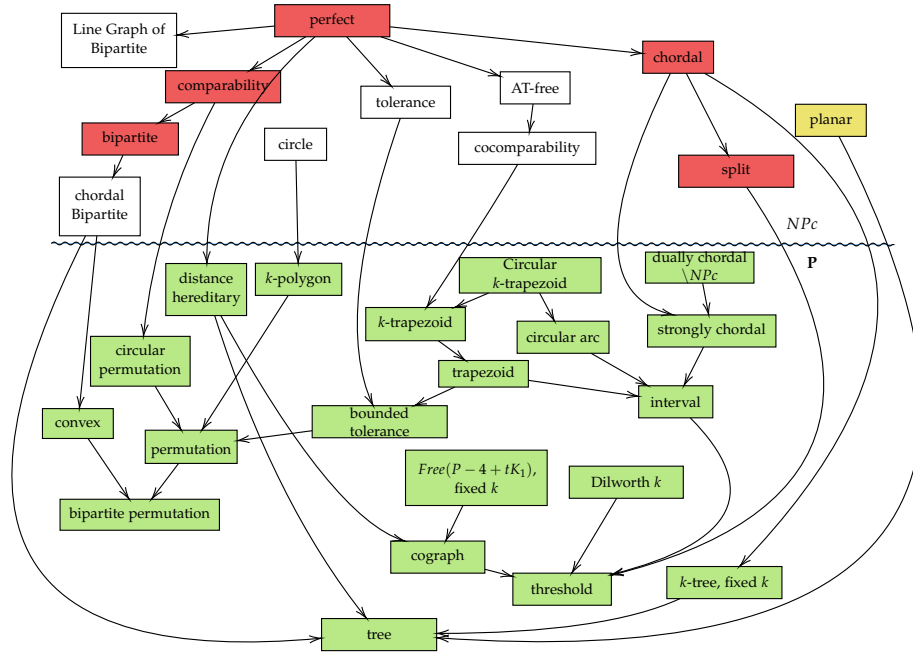 perfect
Line Graph of
Bipartite
chordal
comparability
AT-free
tolerance
planar
bipartite
circle
cocomparability
split
chordal
Bipartite
NPc
P
distance
hereditary
k-polygon
Circular
k-trapezoid
dually chordal
\NPc
k-trapezoid
circular arc
strongly chordal
circular
permutation
trapezoid
interval
convex
bounded
tolerance
permutation
Free(P − 4 + tK₁),
fixed k
Dilworth k
bipartite permutation
cograph
threshold
k-tree, fixed k
tree